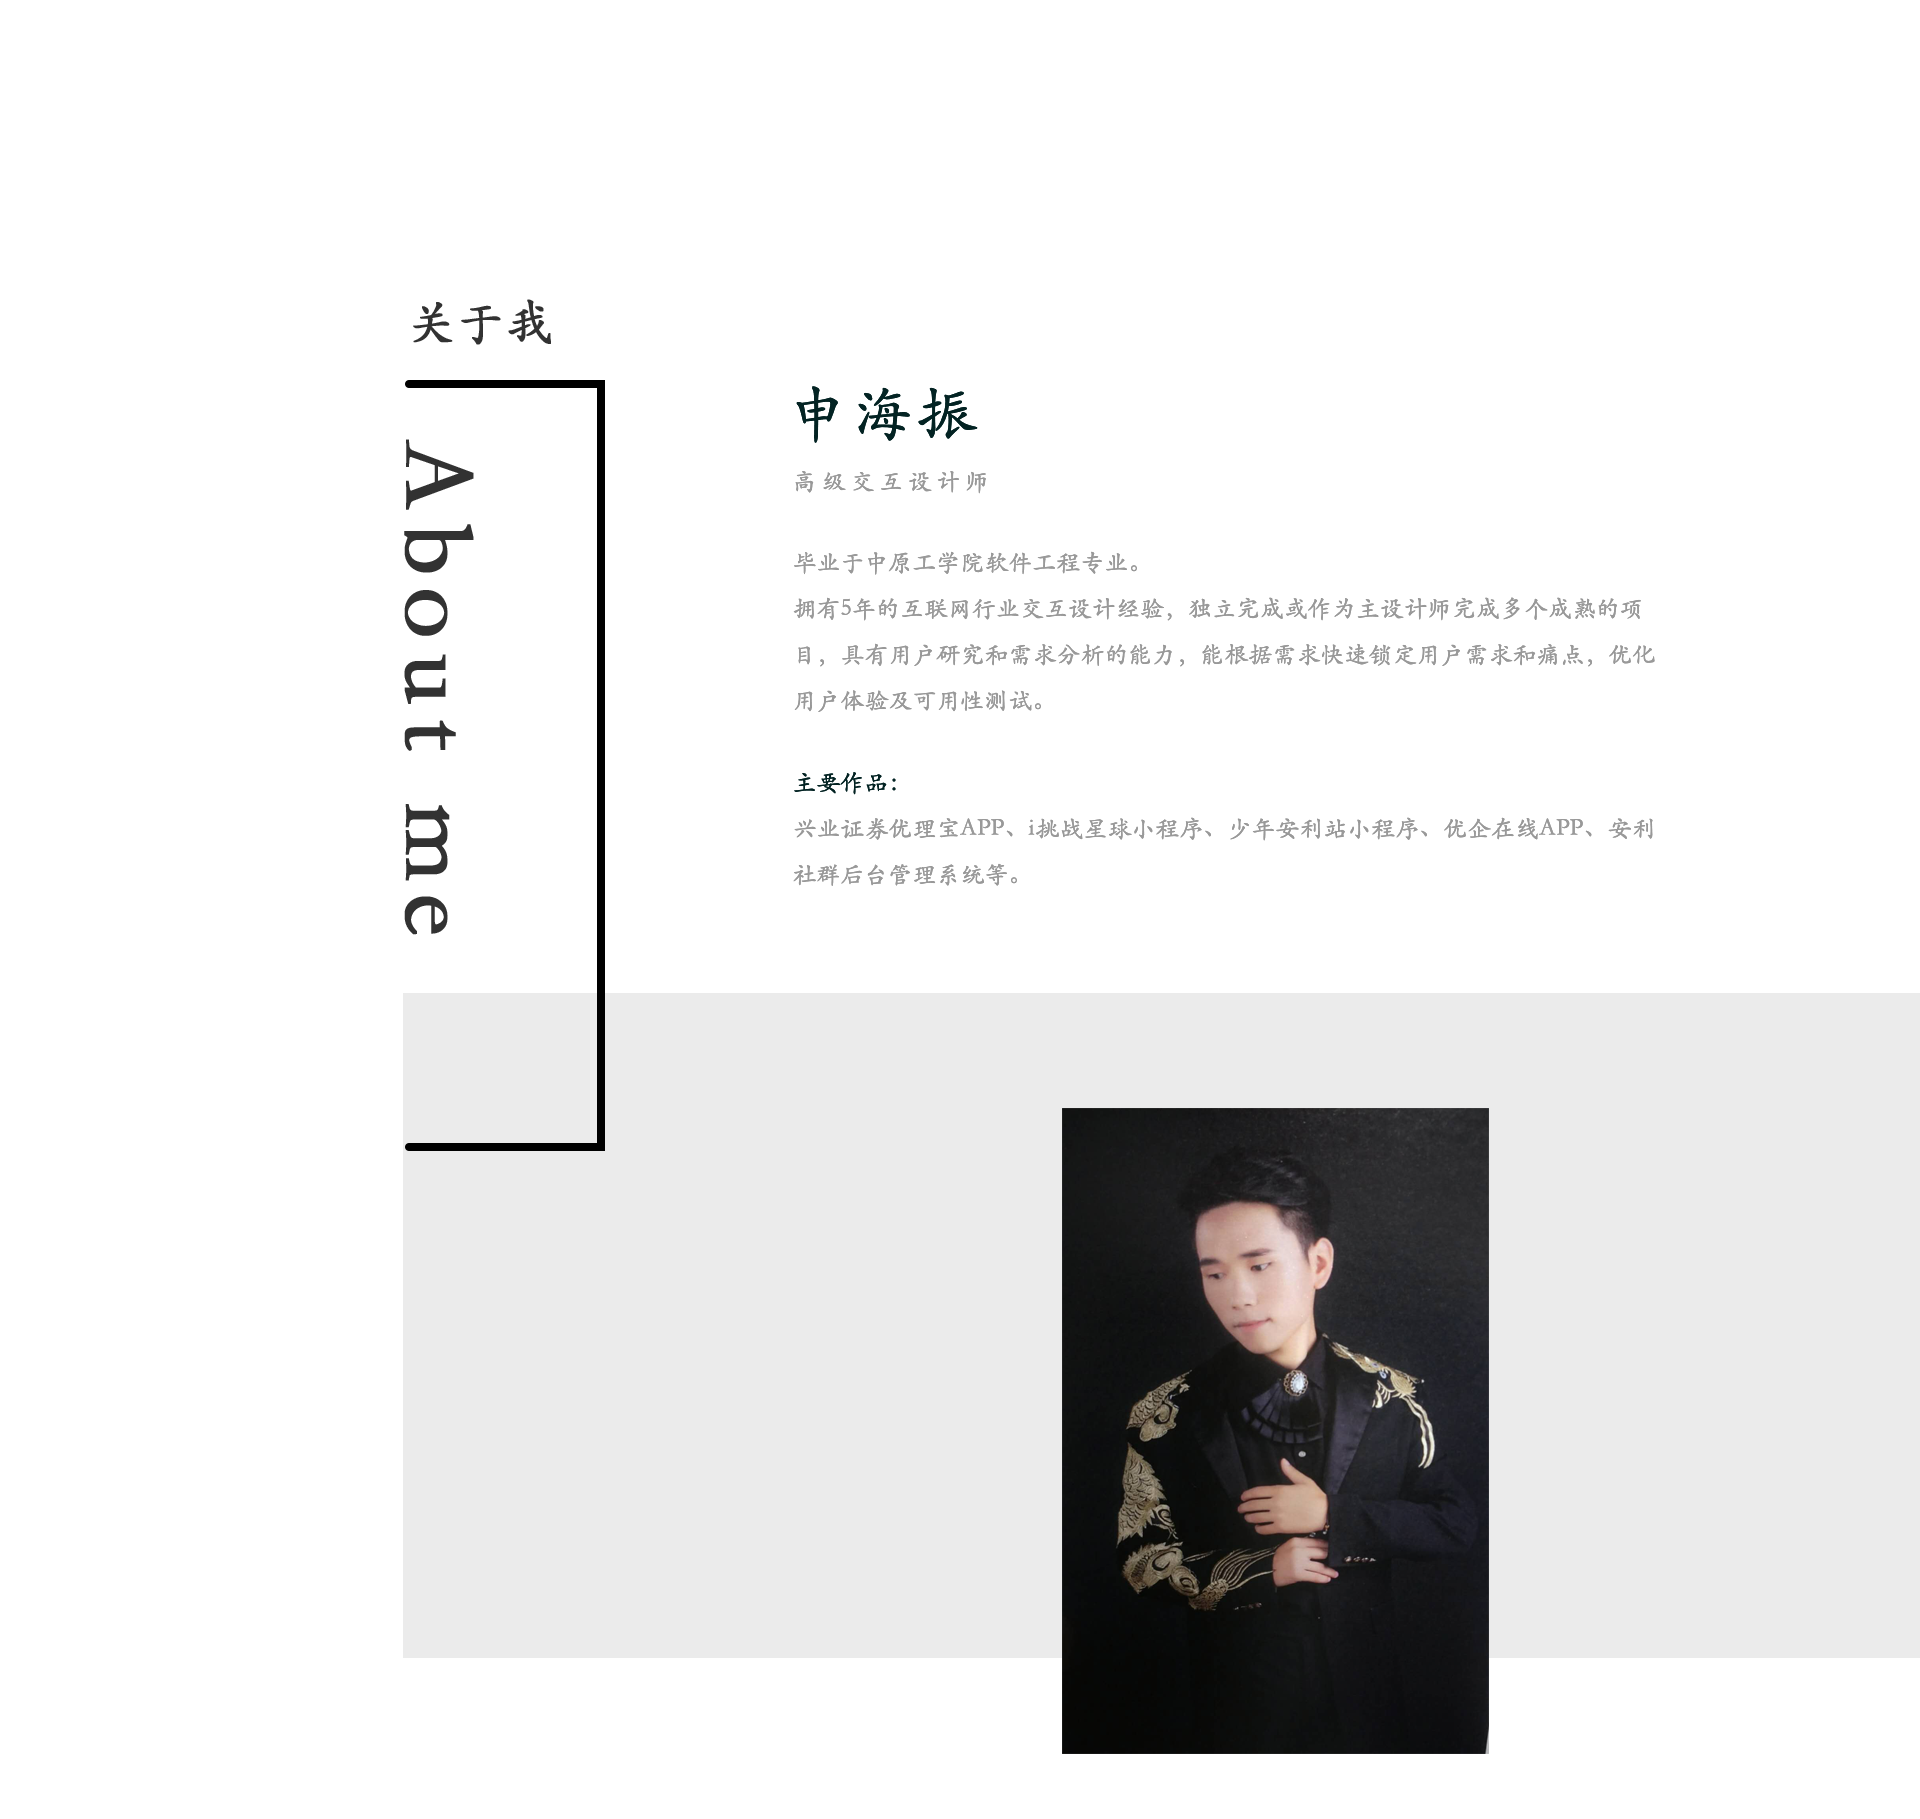 关于我
About me
申海振
高级交互设计师
毕业于中原工学院软件工程专业。
拥有5年的互联网行业交互设计经验，独立完成或作为主设计师完成多个成熟的项
目，具有用户研究和需求分析的能力，能根据需求快速锁定用户需求和痛点，优化
用户体验及可用性测试。
主要作品：
兴业证券优理宝APP、i挑战星球小程序、少年安利站小程序、优企在线APP、安利
社群后台管理系统等。